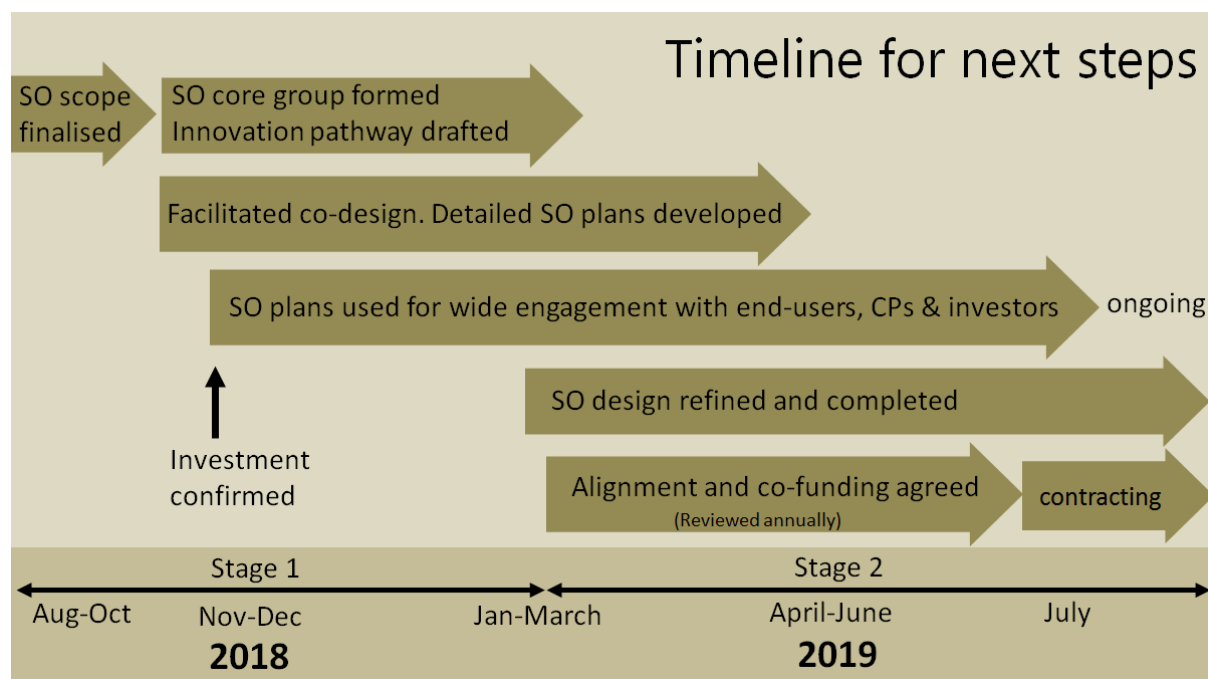 Timeline for next steps
SO scope
finalised
SO core group formed
Innovation pathway drafted
Facilitated co-design. Detailed SO plans developed
SO plans used for wide engagement with end-users, CPs & investors
ongoing
SO design refined and completed
Investment
confirmed
Alignment and co-funding agreed
(Reviewed annually)
contracting
Stage 1
Stage 2
Aug-Oct
Nov-Dec
Jan-March
April-June
July
2018
2019